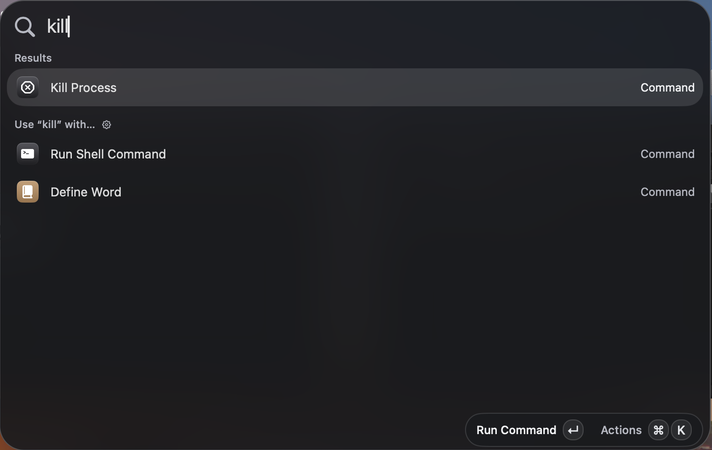 kill
Results
Kill Process Command
Use “kill” with...
Run Shell Command Command
Define Word Command
Run Command ↵ Actions ⌘ K